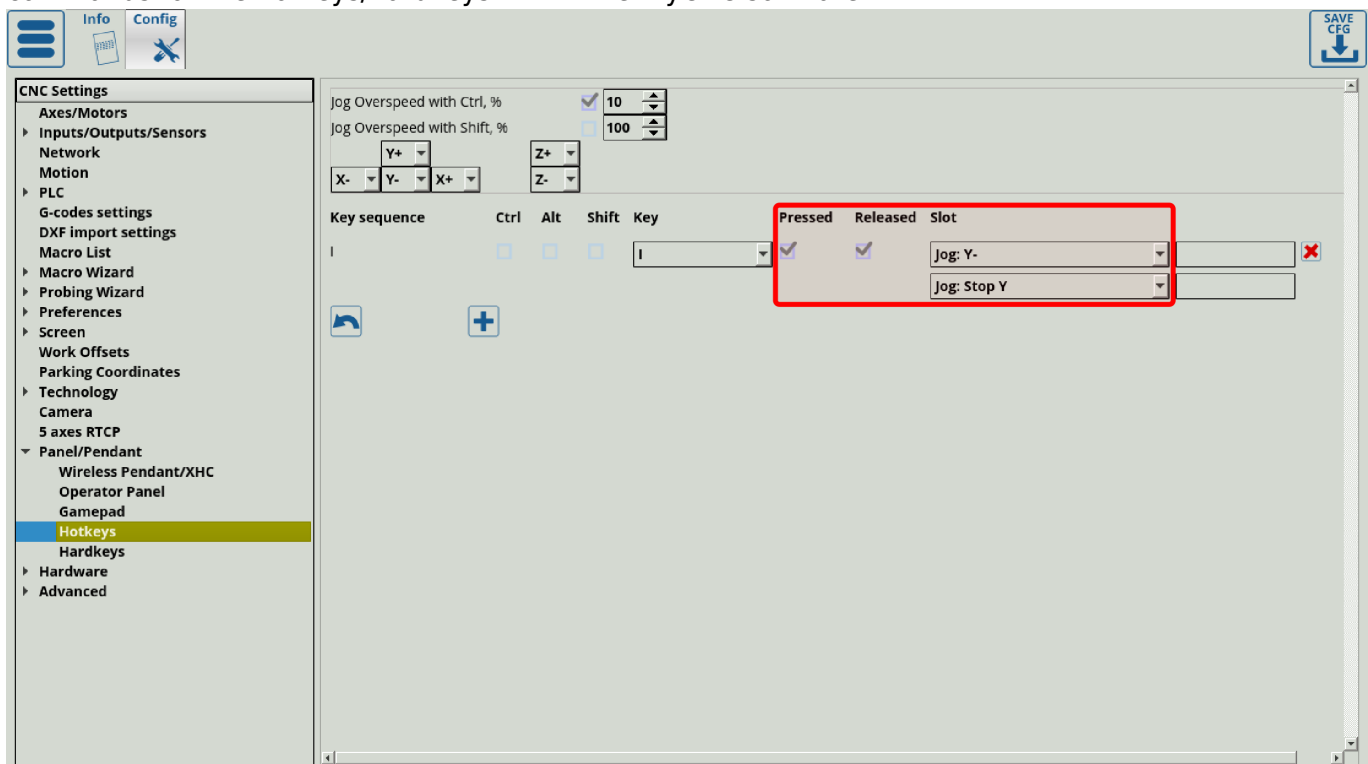 Info
Config
SAVE
CFG
CNC Settings
Axes/Motors
Inputs/Outputs/Sensors
Network
Motion
PLC
G-codes settings
DXF import settings
Macro List
Macro Wizard
Probing Wizard
Preferences
Screen
Work Offsets
Parking Coordinates
Technology
Camera
5 axes RTCP
Panel/Pendant
Wireless Pendant/XHC
Operator Panel
Gamepad
Hotkeys
Hardkeys
Hardware
Advanced
Jog Overspeed with Ctrl, % 10
Jog Overspeed with Shift, % 100
Y+ Z+
X- Y- X+ Z-
Key sequence Ctrl Alt Shift Key Pressed Released Slot
I I Jog: Y-
Jog: Stop Y